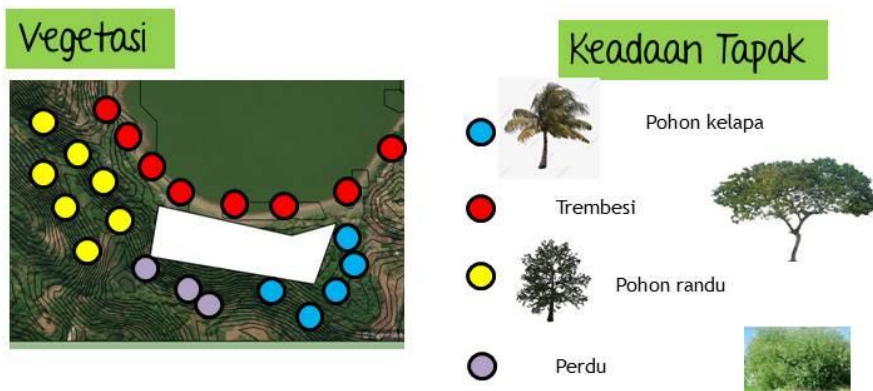 Vegetasi
Keadaan Tapak
Pohon kelapa
Trembesi
Pohon randu
Perdu